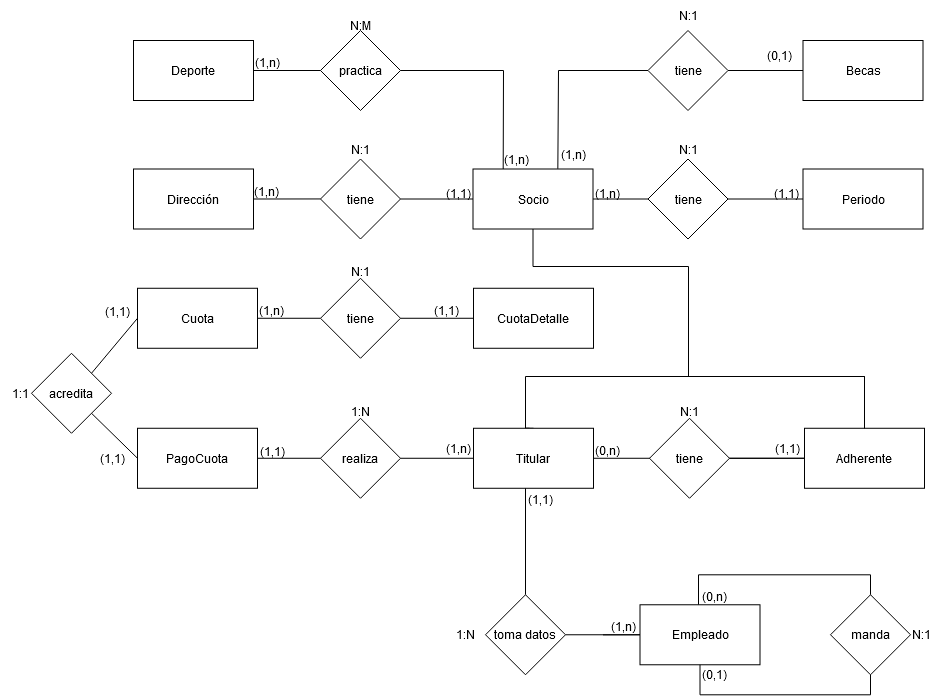 N:1
N:M
Deporte
(1,n)
practica
tiene
(0,1)
Becas
(1,n)
(1,n)
N:1
N:1
Dirección
(1,n)
tiene
(1,1)
Socio
(1,n)
tiene
(1,1)
Periodo
N:1
(1,1)
Cuota
(1,n)
tiene
(1,1)
CuotaDetalle
1:1
acredita
1:N
N:1
(1,1)
PagoCuota
(1,1)
realiza
(1,n)
Titular
(0,n)
tiene
(1,1)
Adherente
(1,1)
(0,n)
1:N
toma datos
(1,n)
Empleado
manda
N:1
(0,1)